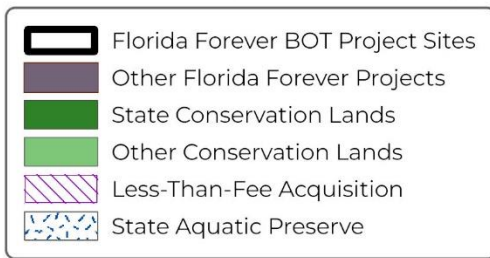 Florida Forever BOT Project Sites
Other Florida Forever Projects
State Conservation Lands
Other Conservation Lands
Less-Than-Fee Acquisition
State Aquatic Preserve